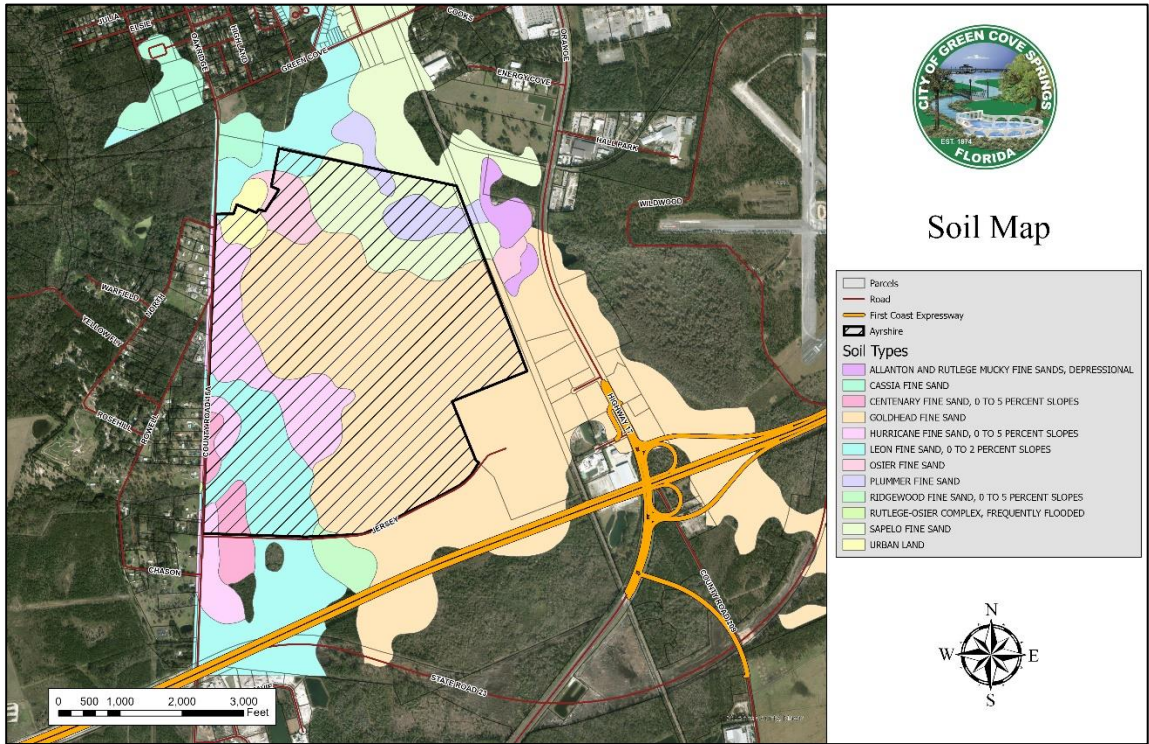 JULIA
ELSIE
OAKRIDGE
HIGHLAND
GREEN COVE
COOKS
ORANGE
ENERGY COVE
HALL PARK
WILDWOOD
WARFIELD
NORTH
YELLOW FLY
ROSEHILL
POWELL
COUNTY ROAD 15A
HIGHWAY 17
JERSEY
CHASON
COUNTY ROAD 209
STATE ROAD 23
0 500 1,000 2,000 3,000
Feet
CITY OF GREEN COVE SPRINGS
EST. 1874
FLORIDA
Soil Map
Parcels
Road
First Coast Expressway
Ayrshire
Soil Types
ALLANTON AND RUTLEGE MUCKY FINE SANDS, DEPRESSIONAL
CASSIA FINE SAND
CENTENARY FINE SAND, 0 TO 5 PERCENT SLOPES
GOLDHEAD FINE SAND
HURRICANE FINE SAND, 0 TO 5 PERCENT SLOPES
LEON FINE SAND, 0 TO 2 PERCENT SLOPES
OSIER FINE SAND
PLUMMER FINE SAND
RIDGEWOOD FINE SAND, 0 TO 5 PERCENT SLOPES
RUTLEGE-OSIER COMPLEX, FREQUENTLY FLOODED
SAPELO FINE SAND
URBAN LAND
N
W E
S